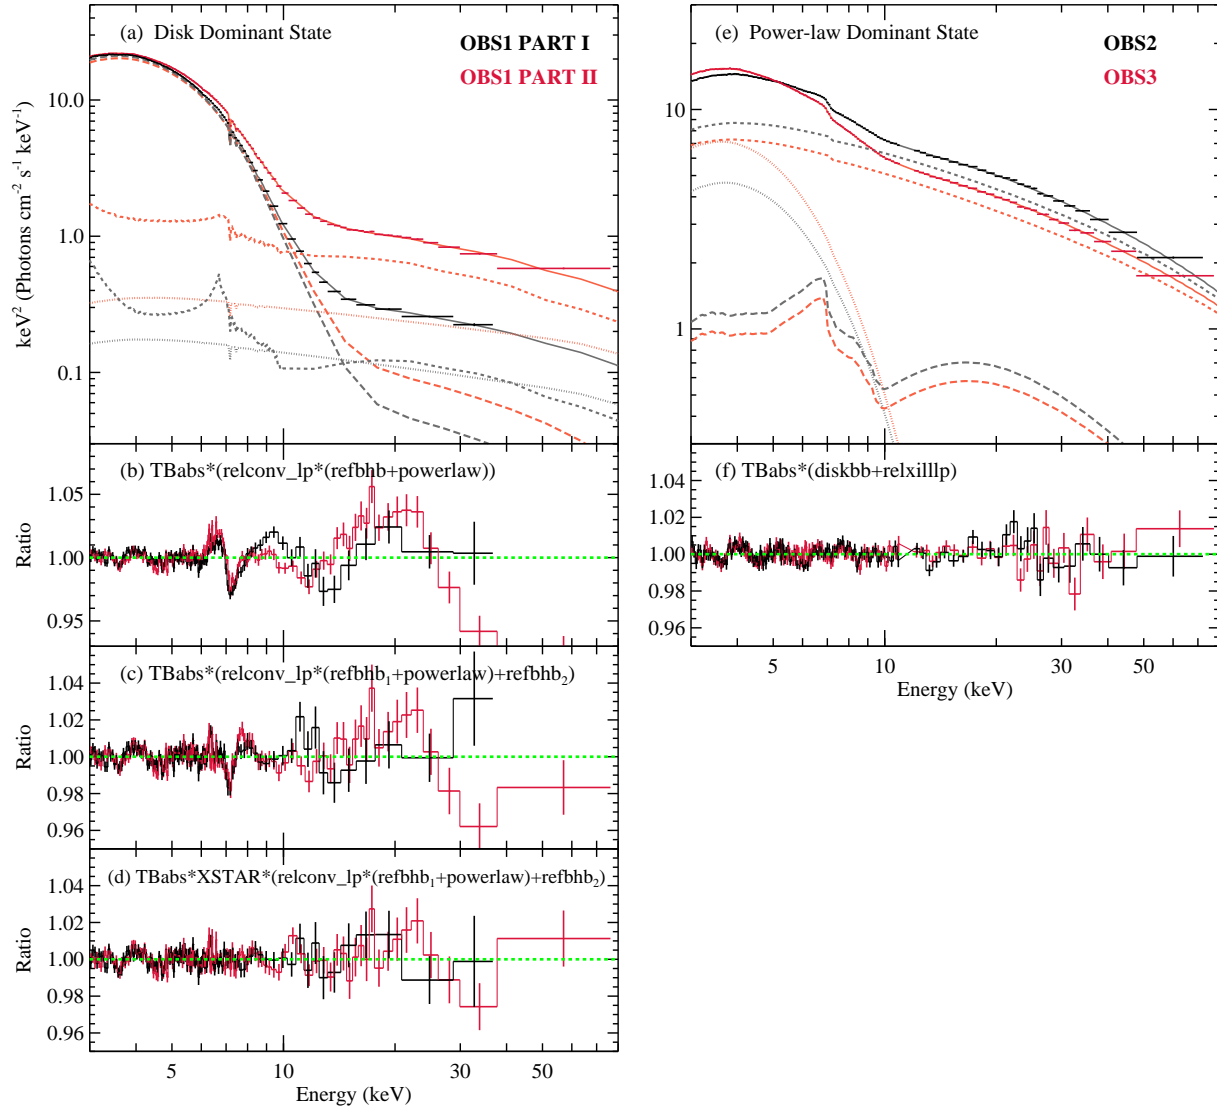 (a) Disk Dominant State
OBS1 PART I
OBS1 PART II
keV² (Photons cm⁻² s⁻¹ keV⁻¹)
10.0
1.0
0.1
(b) TBabs*(relconv_lp*(refbhb+powerlaw))
Ratio
1.05
1.00
0.95
(c) TBabs*(relconv_lp*(refbhb₁+powerlaw)+refbhb₂)
Ratio
1.04
1.02
1.00
0.98
0.96
(d) TBabs*XSTAR*(relconv_lp*(refbhb₁+powerlaw)+refbhb₂)
Ratio
1.04
1.02
1.00
0.98
0.96
5 10 30 50
Energy (keV)
(e) Power-law Dominant State
OBS2
OBS3
10
1
(f) TBabs*(diskbb+relxilllp)
Ratio
1.04
1.02
1.00
0.98
0.96
5 10 30 50
Energy (keV)